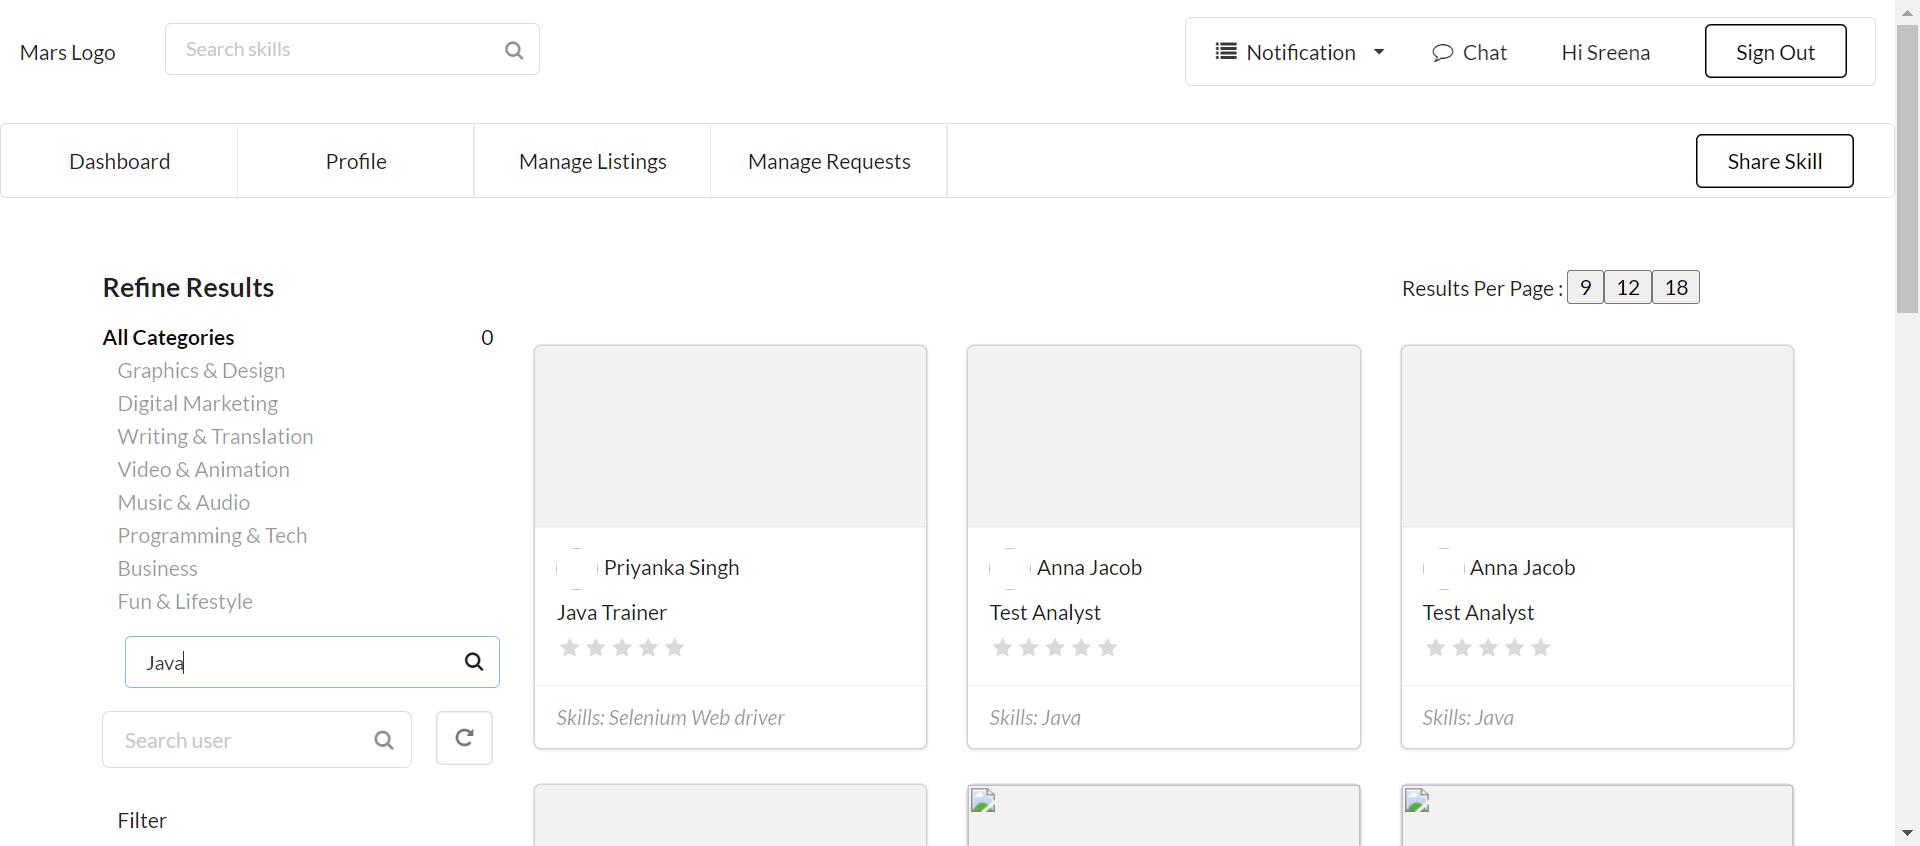 Mars Logo
Search skills
Notification
Chat
Hi Sreena
Sign Out
Dashboard
Profile
Manage Listings
Manage Requests
Share Skill
Refine Results
Results Per Page : 9 12 18
All Categories 0
Graphics & Design
Digital Marketing
Writing & Translation
Video & Animation
Music & Audio
Programming & Tech
Business
Fun & Lifestyle
Java
Search user
Filter
Priyanka Singh
Java Trainer
Skills: Selenium Web driver
Anna Jacob
Test Analyst
Skills: Java
Anna Jacob
Test Analyst
Skills: Java